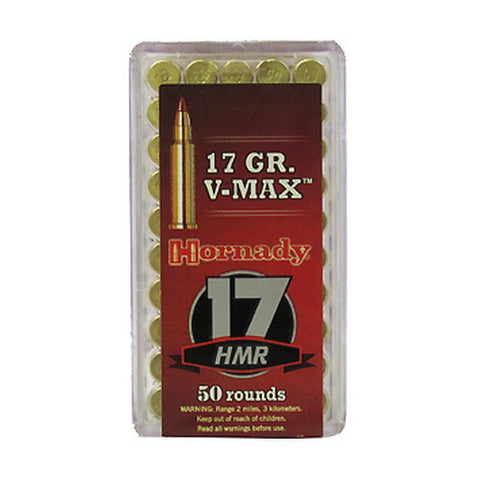 17 GR.
V-MAX™
Hornady
17
HMR
50 rounds
WARNING: Range 2 miles, 3 kilometers.
Keep out of reach of children.
Read all warnings before use.